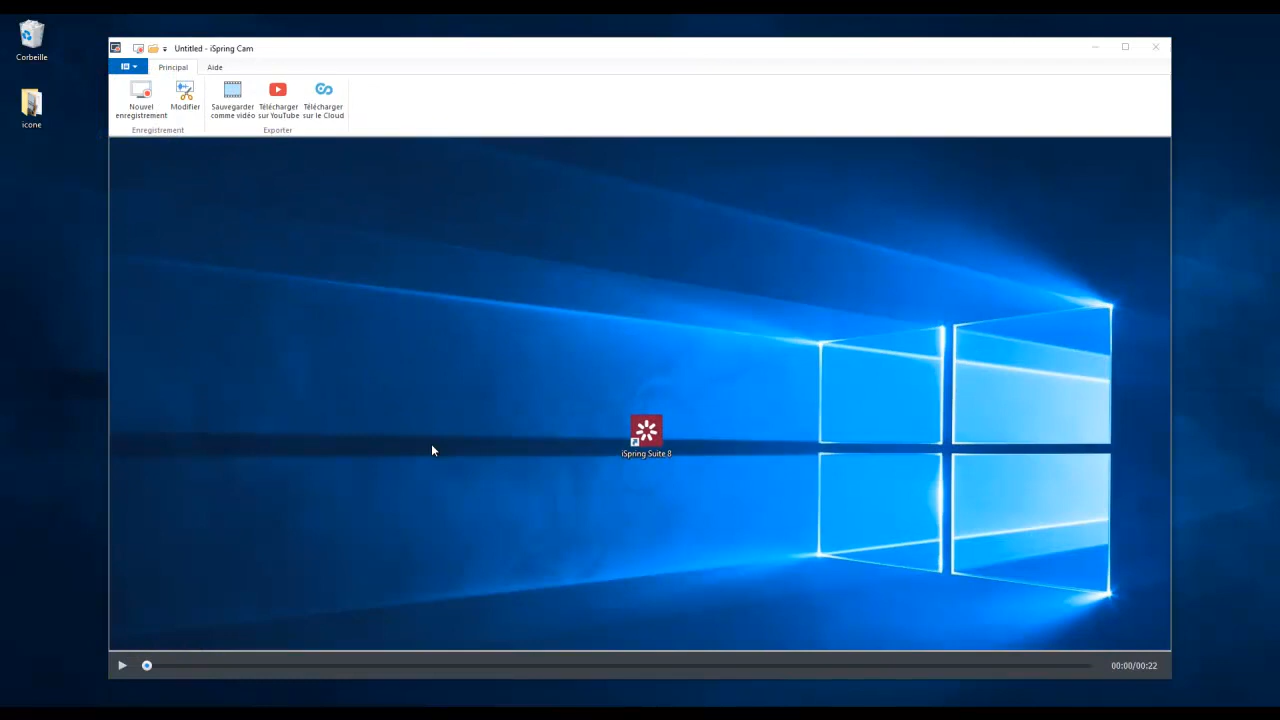 Corbeille
icone
Untitled - iSpring Cam
Principal
Aide
Nouvel
enregistrement
Modifier
Sauvegarder
comme vidéo
Télécharger
sur YouTube
Télécharger
sur le Cloud
Enregistrement
Exporter
iSpring Suite 8
00:00/00:22